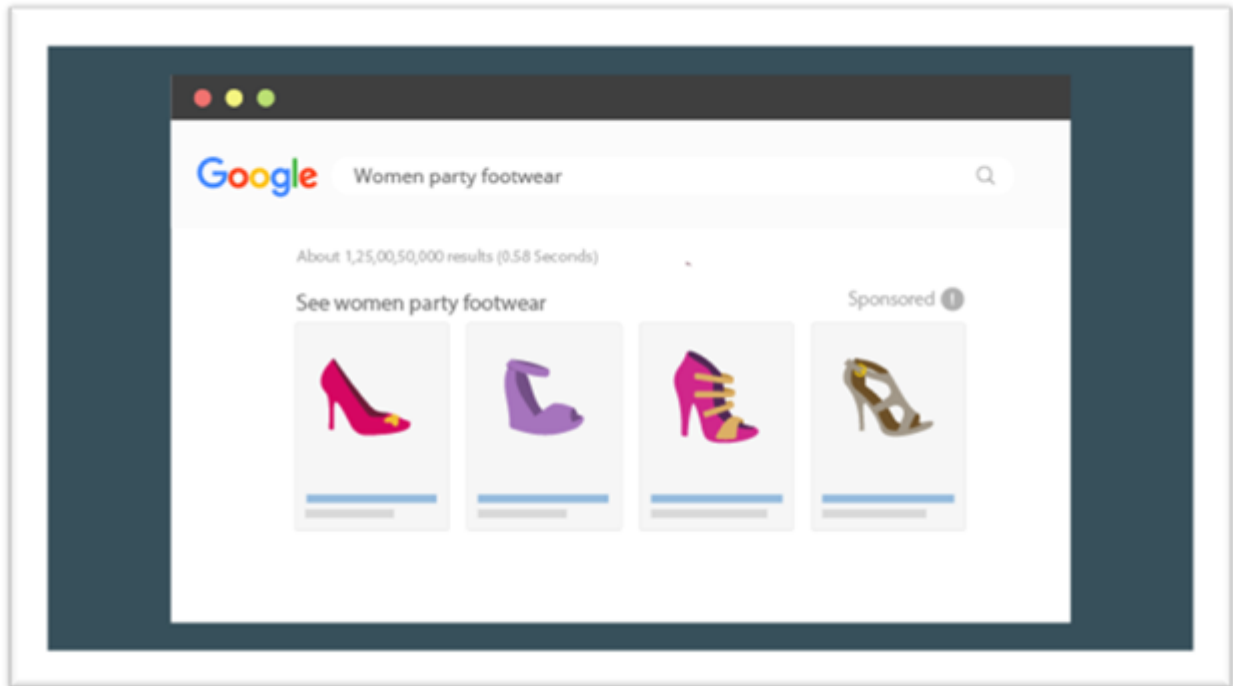 Google
Women party footwear
About 1,25,00,50,000 results (0.58 Seconds)
See women party footwear
Sponsored